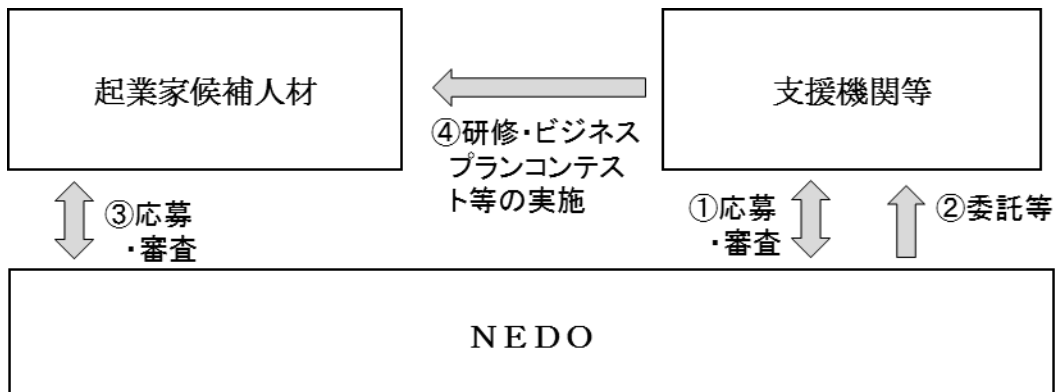 起業家候補人材
支援機関等
④研修・ビジネス
プランコンテス
ト等の実施
③応募
・審査
①応募
・審査
②委託等
NEDO